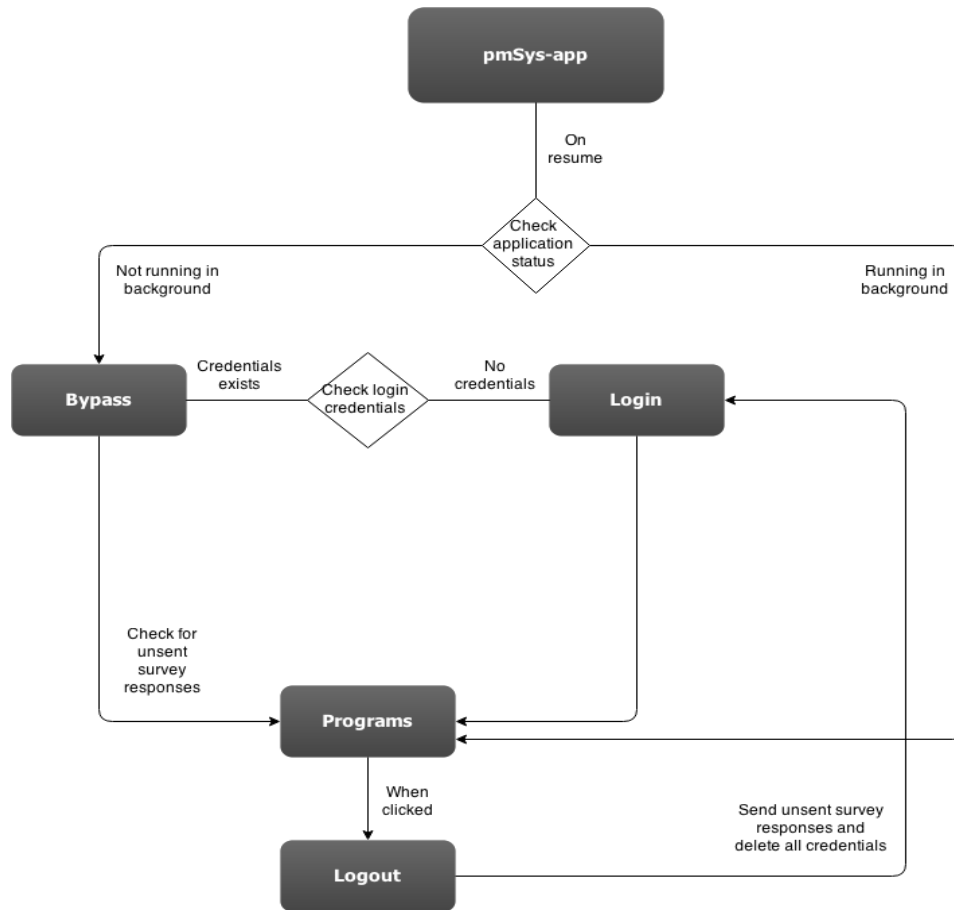 pmSys-app
On
resume
Check
application
status
Not running in
background
Running in
background
Bypass
Credentials
exists
Check login
credentials
No
credentials
Login
Check for
unsent
survey
responses
Programs
When
clicked
Send unsent survey
responses and
delete all credentials
Logout